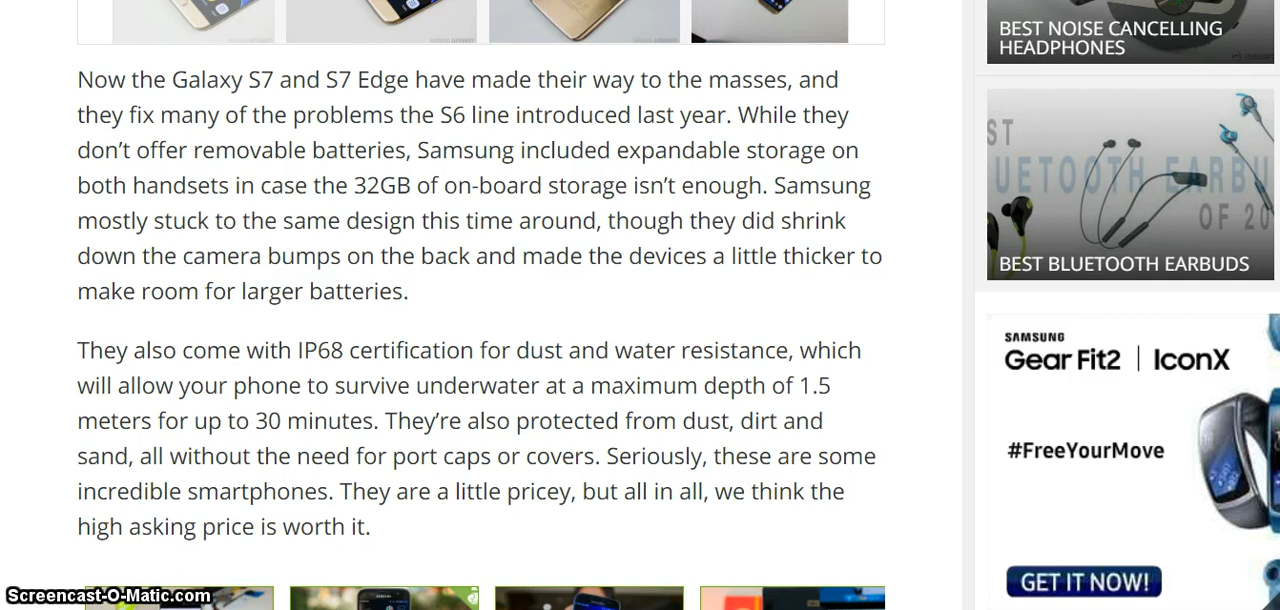 Now the Galaxy S7 and S7 Edge have made their way to the masses, and
they fix many of the problems the S6 line introduced last year. While they
don’t offer removable batteries, Samsung included expandable storage on
both handsets in case the 32GB of on-board storage isn’t enough. Samsung
mostly stuck to the same design this time around, though they did shrink
down the camera bumps on the back and made the devices a little thicker to
make room for larger batteries.
They also come with IP68 certification for dust and water resistance, which
will allow your phone to survive underwater at a maximum depth of 1.5
meters for up to 30 minutes. They’re also protected from dust, dirt and
sand, all without the need for port caps or covers. Seriously, these are some
incredible smartphones. They are a little pricey, but all in all, we think the
high asking price is worth it.
BEST NOISE CANCELLING
HEADPHONES
ST
UETOOTH EARBU
OF 20
BEST BLUETOOTH EARBUDS
SAMSUNG
Gear Fit2 | IconX
#FreeYourMove
GET IT NOW!
Screencast-O-Matic.com